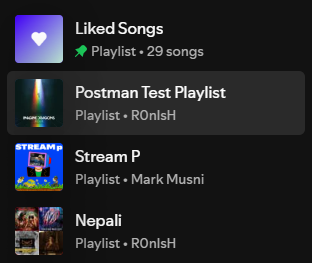 Liked Songs
Playlist • 29 songs
IMAGINE DRAGONS
Postman Test Playlist
Playlist • R0nIsH
STREAM P
Stream P
Playlist • Mark Musni
Nepali
Playlist • R0nIsH